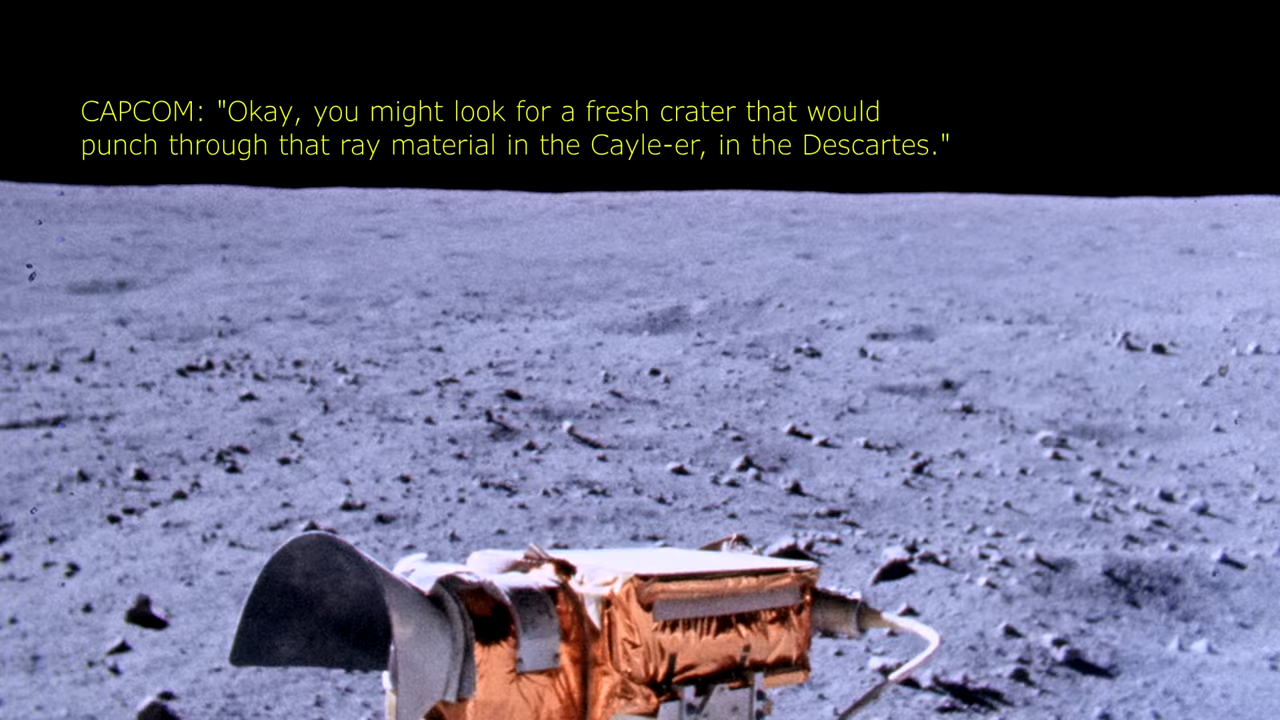 CAPCOM: "Okay, you might look for a fresh crater that would
punch through that ray material in the Cayle-er, in the Descartes."